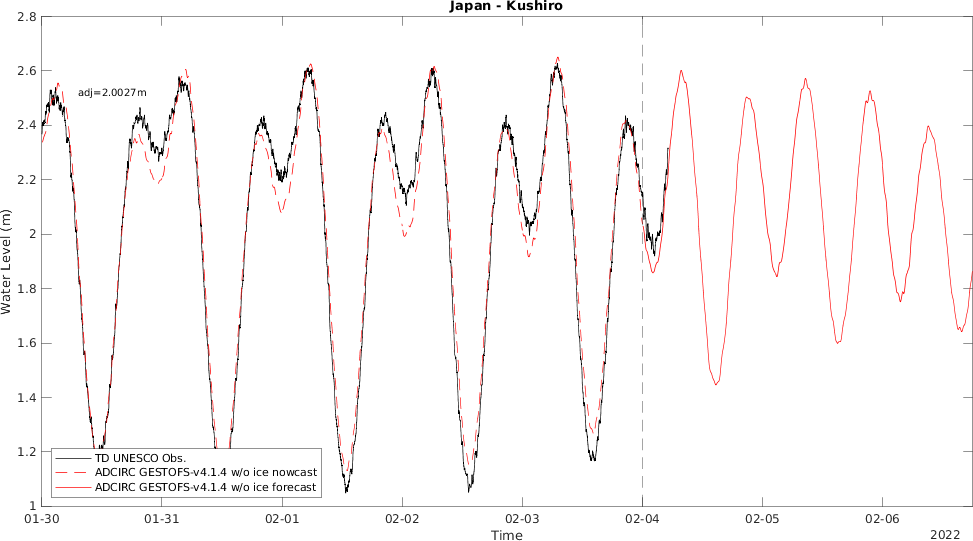 Japan - Kushiro
2.8
2.6
2.4
2.2
2
1.8
1.6
1.4
1.2
1
Water Level (m)
adj=2.0027m
TD UNESCO Obs.
ADCIRC GESTOFS-v4.1.4 w/o ice nowcast
ADCIRC GESTOFS-v4.1.4 w/o ice forecast
01-30 01-31 02-01 02-02 02-03 02-04 02-05 02-06
Time
2022